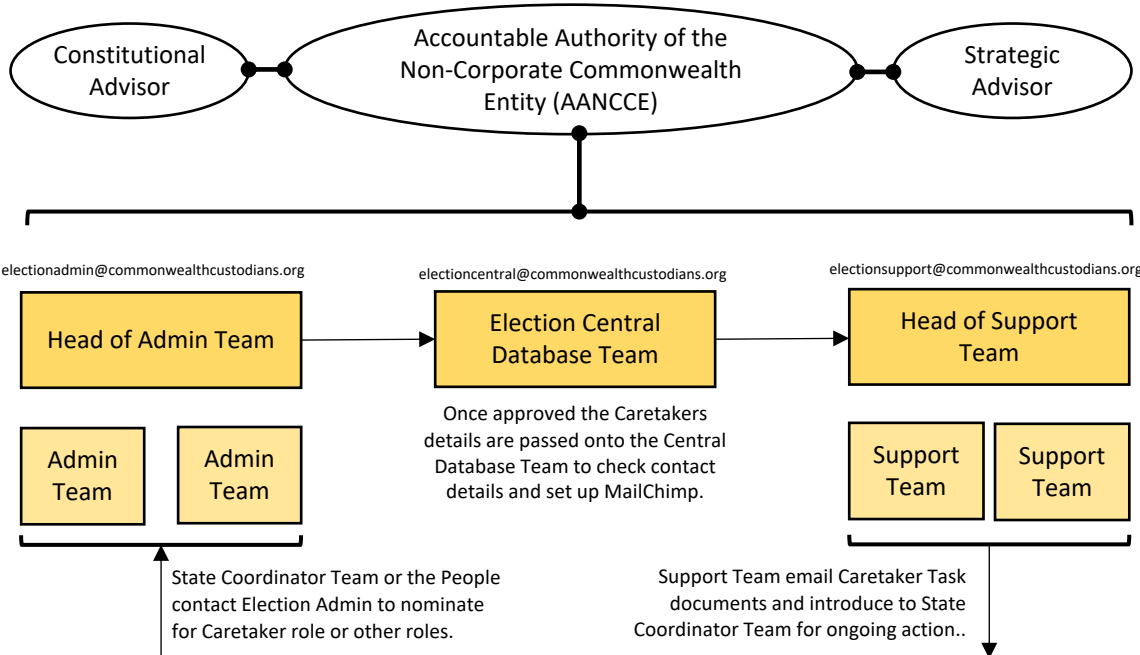 Constitutional
Advisor
Accountable Authority of the
Non-Corporate Commonwealth
Entity (AANCCE)
Strategic
Advisor
electionadmin@commonwealthcustodians.org
electioncentral@commonwealthcustodians.org
electionsupport@commonwealthcustodians.org
Head of Admin Team
Election Central
Database Team
Head of Support
Team
Once approved the Caretakers
details are passed onto the Central
Database Team to check contact
details and set up MailChimp.
Admin
Team
Admin
Team
Support
Team
Support
Team
State Coordinator Team or the People
contact Election Admin to nominate
for Caretaker role or other roles.
Support Team email Caretaker Task
documents and introduce to State
Coordinator Team for ongoing action..